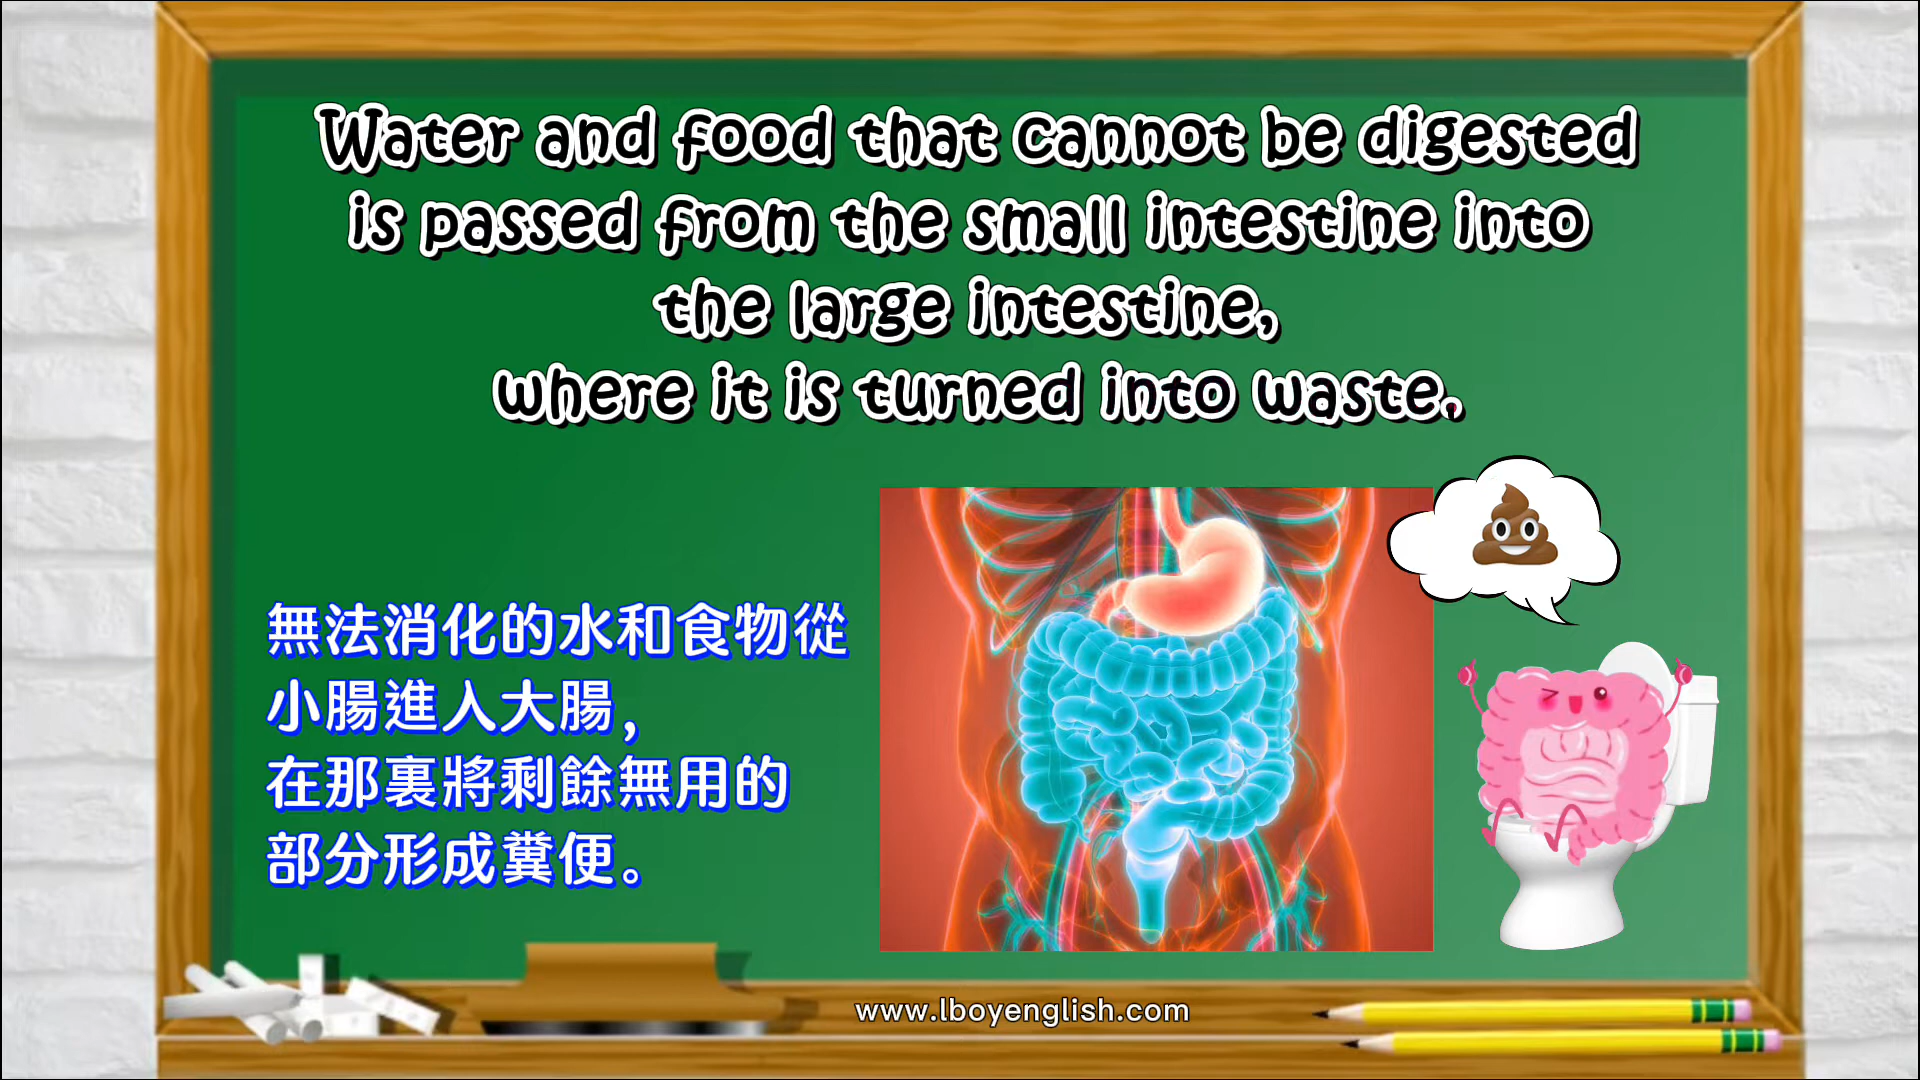 Water and food that cannot be digested
is passed from the small intestine into
the large intestine,
where it is turned into waste.
無法消化的水和食物從
小腸進入大腸，
在那裏將剩餘無用的
部分形成糞便。
www.lboyenglish.com